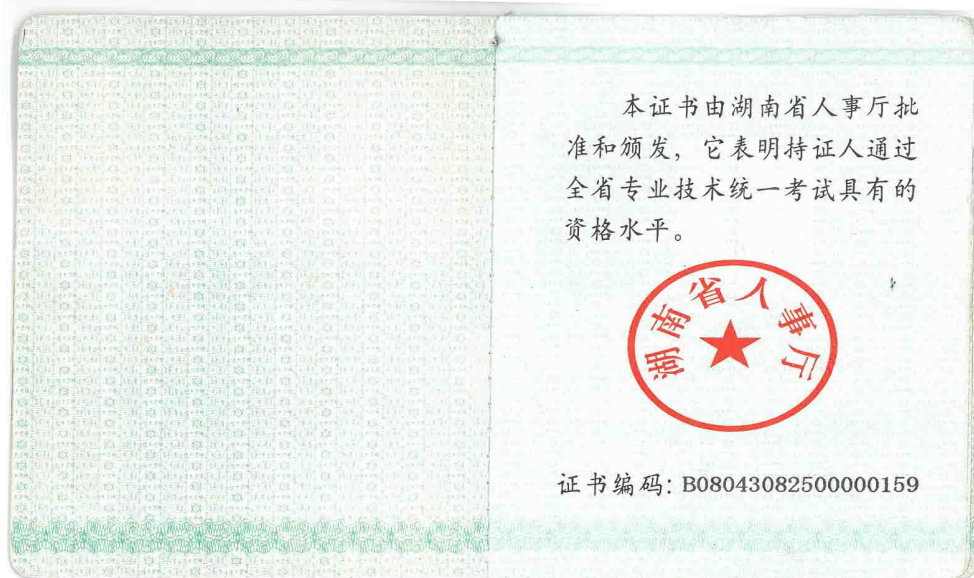 本证书由湖南省人事厅批
准和颁发，它表明持证人通过
全省专业技术统一考试具有的
资格水平。
湖南省人事厅
证书编码：B08043082500000159